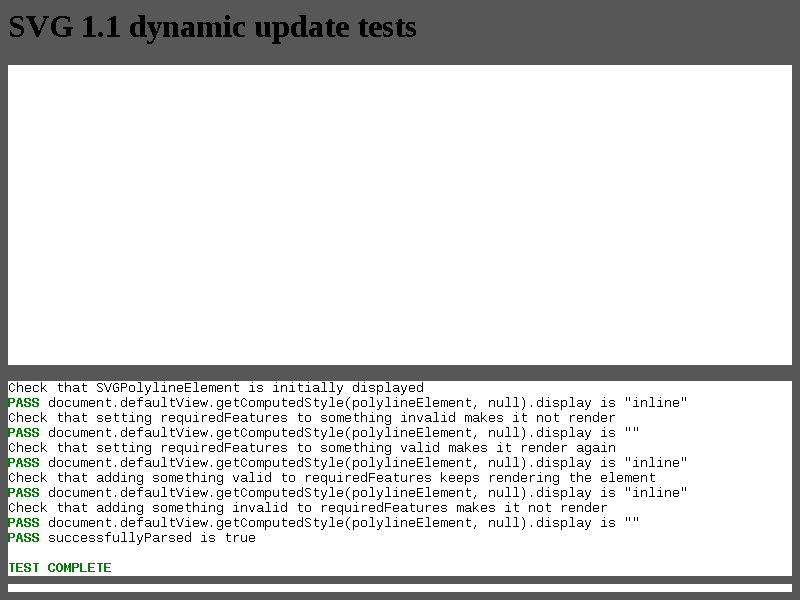 SVG 1.1 dynamic update tests
Check that SVGPolylineElement is initially displayed
PASS document.defaultView.getComputedStyle(polylineElement, null).display is "inline"
Check that setting requiredFeatures to something invalid makes it not render
PASS document.defaultView.getComputedStyle(polylineElement, null).display is ""
Check that setting requiredFeatures to something valid makes it render again
PASS document.defaultView.getComputedStyle(polylineElement, null).display is "inline"
Check that adding something valid to requiredFeatures keeps rendering the element
PASS document.defaultView.getComputedStyle(polylineElement, null).display is "inline"
Check that adding something invalid to requiredFeatures makes it not render
PASS document.defaultView.getComputedStyle(polylineElement, null).display is ""
PASS successfullyParsed is true
TEST COMPLETE